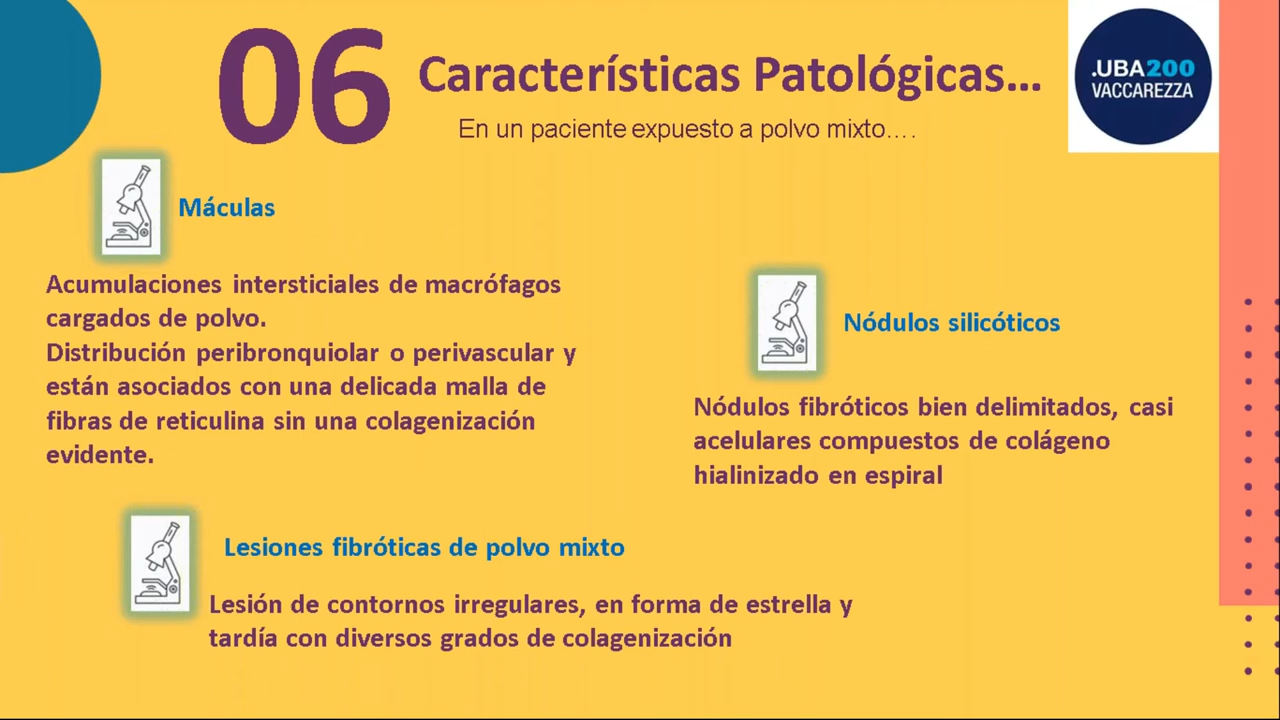 06
Características Patológicas...
En un paciente expuesto a polvo mixto....
.UBA200
VACCAREZZA
Máculas
Acumulaciones intersticiales de macrófagos
cargados de polvo.
Distribución peribronquiolar o perivascular y
están asociados con una delicada malla de
fibras de reticulina sin una colagenización
evidente.
Nódulos silicóticos
Nódulos fibróticos bien delimitados, casi
acelulares compuestos de colágeno
hialinizado en espiral
Lesiones fibróticas de polvo mixto
Lesión de contornos irregulares, en forma de estrella y
tardía con diversos grados de colagenización